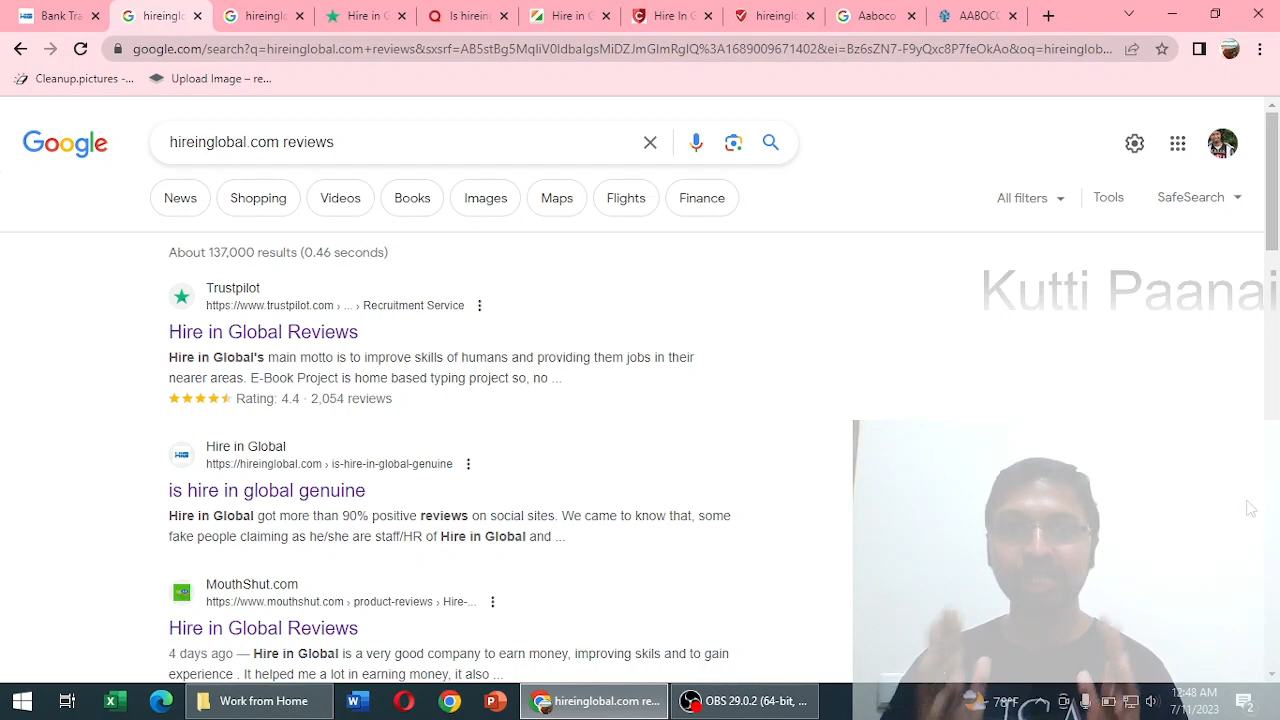 Bank Tra
hireingl
hireingl
Hire in G
Is hirein
Hire in G
Hire In G
hireingl
Aaboco
AABOCC
google.com/search?q=hireinglobal.com+reviews&sxsrf=
Cleanup.pictures -...
Upload Image – re...
Google
hireinglobal.com reviews
News
Shopping
Videos
Books
Images
Maps
Flights
Finance
All filters
Tools
SafeSearch
About 137,000 results (0.46 seconds)
Kutti Paanai
Trustpilot
https://www.trustpilot.com › ... › Recruitment Service
Hire in Global Reviews
Hire in Global's main motto is to improve skills of humans and providing them jobs in their
nearer areas. E-Book Project is home based typing project so, no ...
Rating: 4.4 · 2,054 reviews
Hire in Global
https://hireinglobal.com › is-hire-in-global-genuine
is hire in global genuine
Hire in Global got more than 90% positive reviews on social sites. We came to know that, some
fake people claiming as he/she are staff/HR of Hire in Global and ...
MouthShut.com
https://www.mouthshut.com › product-reviews › Hire-...
Hire in Global Reviews
4 days ago — Hire in Global is a very good company to earn money, improving skils and to gain
experience . It helped me a lot in earning money, it also ...
Work from Home
hireinglobal.com re...
OBS 29.0.2 (64-bit, ...
78°F
12:48 AM
7/11/2023